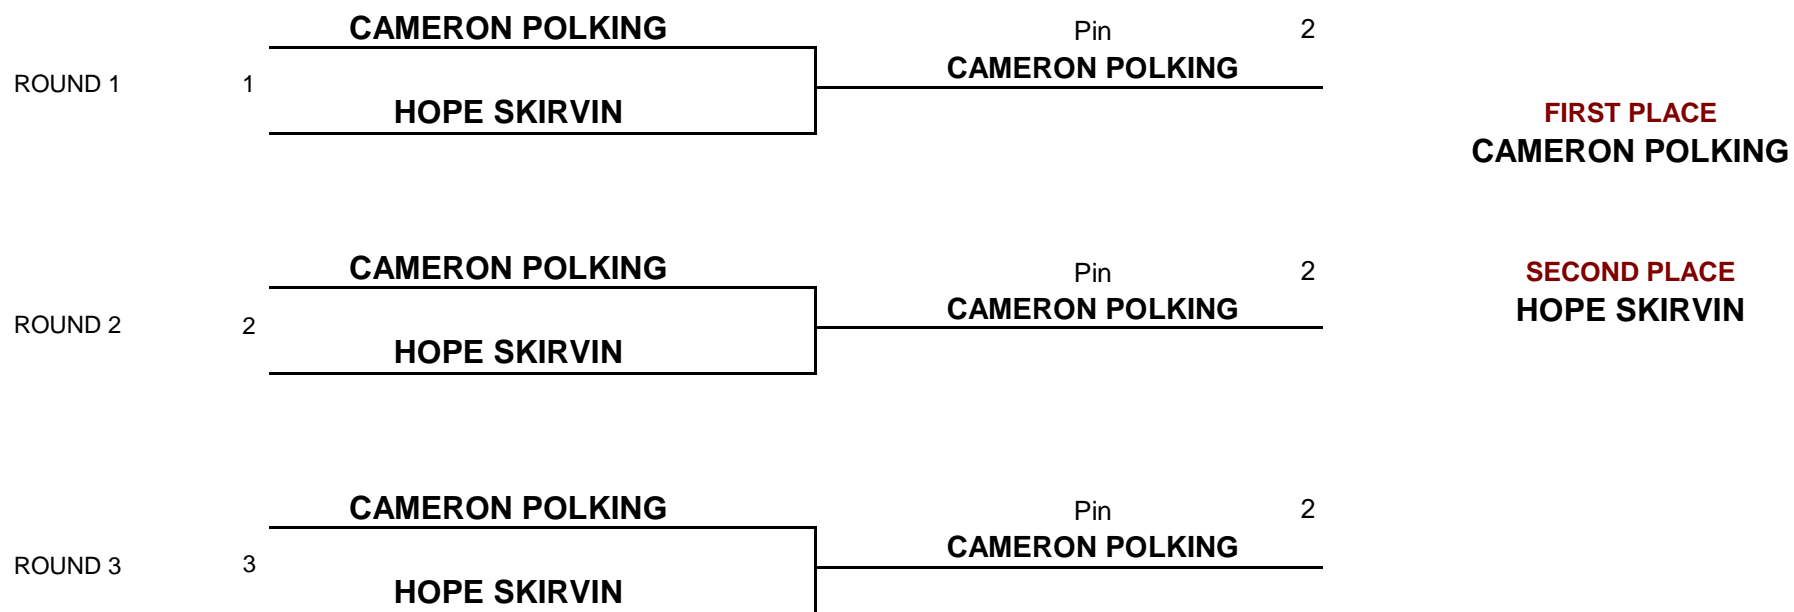 CAMERON POLKING
Pin 2
CAMERON POLKING
ROUND 1 1
HOPE SKIRVIN
FIRST PLACE
CAMERON POLKING
CAMERON POLKING
Pin 2
SECOND PLACE
CAMERON POLKING
HOPE SKIRVIN
ROUND 2 2
HOPE SKIRVIN
CAMERON POLKING
Pin 2
CAMERON POLKING
ROUND 3 3
HOPE SKIRVIN